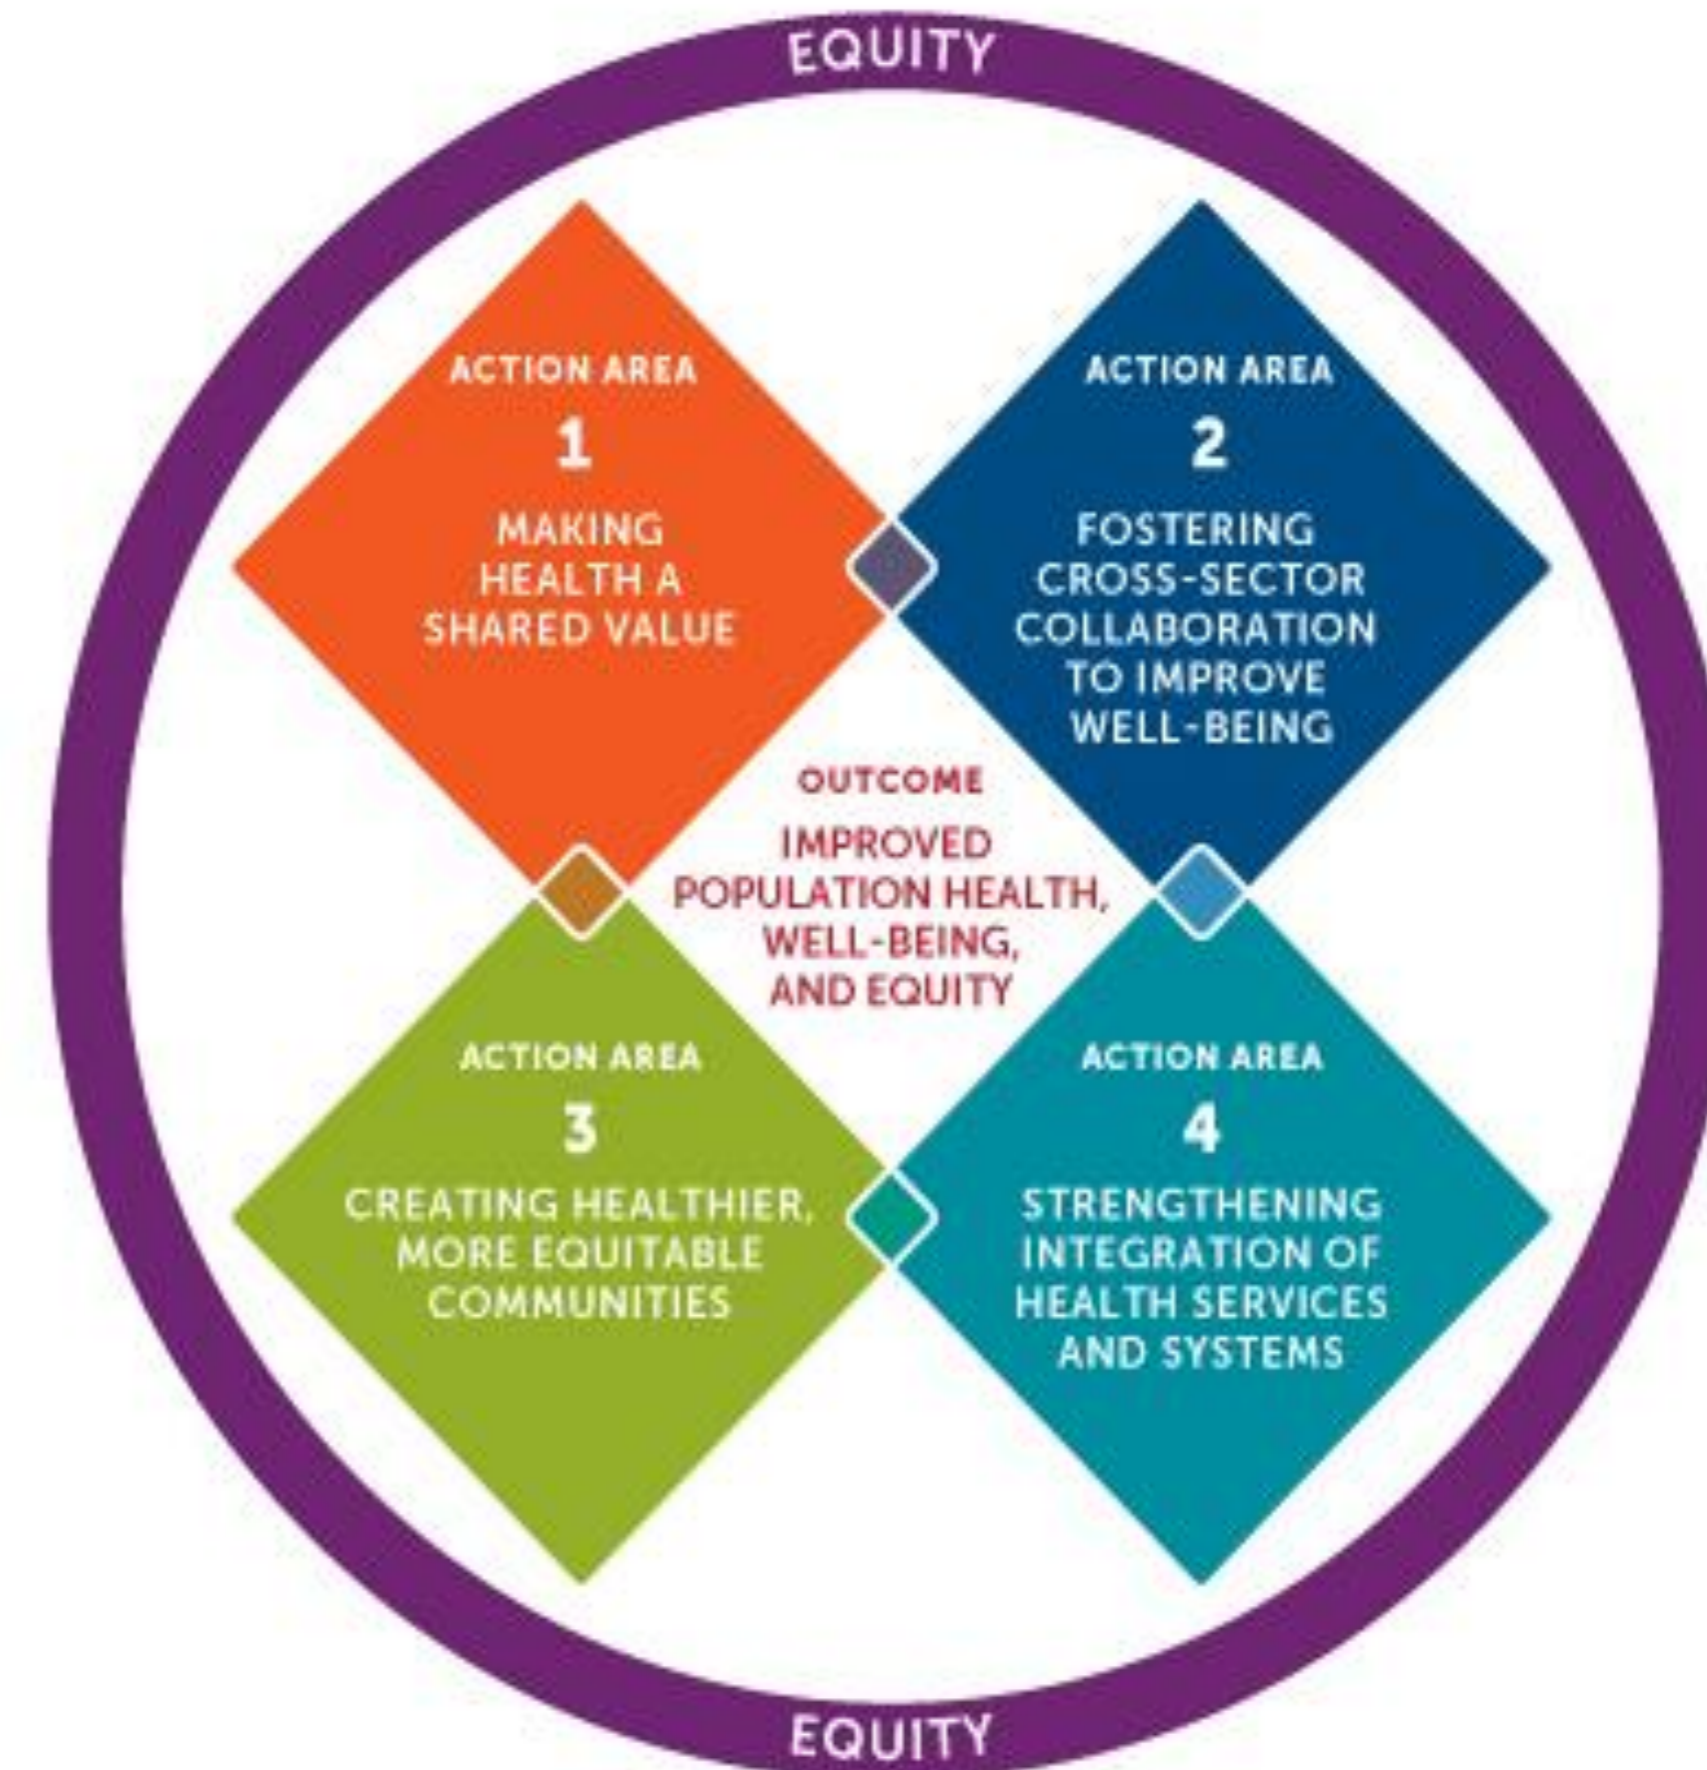 EQUITY
ACTION AREA
1
MAKING
HEALTH A
SHARED VALUE
ACTION AREA
2
FOSTERING
CROSS-SECTOR
COLLABORATION
TO IMPROVE
WELL-BEING
OUTCOME
IMPROVED
POPULATION HEALTH,
WELL-BEING,
AND EQUITY
ACTION AREA
3
CREATING HEALTHIER,
MORE EQUITABLE
COMMUNITIES
ACTION AREA
4
STRENGTHENING
INTEGRATION OF
HEALTH SERVICES
AND SYSTEMS
EQUITY